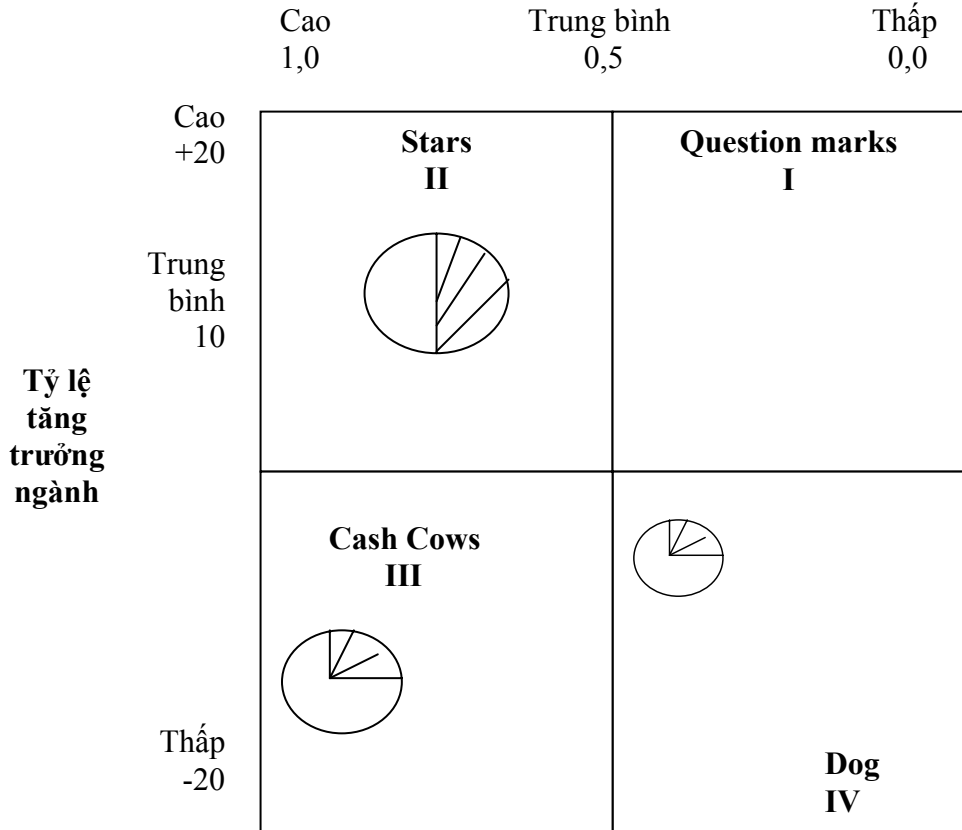 Cao Trung bình Thấp
1,0 0,5 0,0
Cao
+20
Stars
II
Question marks
I
Trung
bình
10
Tỷ lệ
tăng
trưởng
ngành
Cash Cows
III
Thấp
-20
Dog
IV